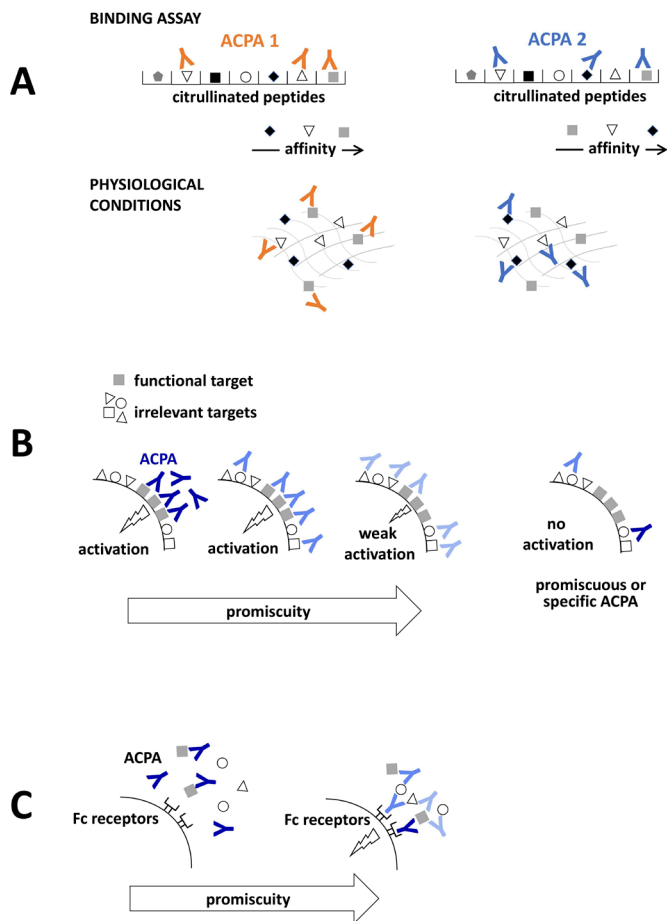 BINDING ASSAY
ACPA 1
ACPA 2
A
citrullinated peptides
citrullinated peptides
affinity
affinity
PHYSIOLOGICAL
CONDITIONS
functional target
irrelevant targets
B
ACPA
activation
activation
weak
activation
no
activation
promiscuous or
specific ACPA
promiscuity
ACPA
C
Fc receptors
Fc receptors
promiscuity